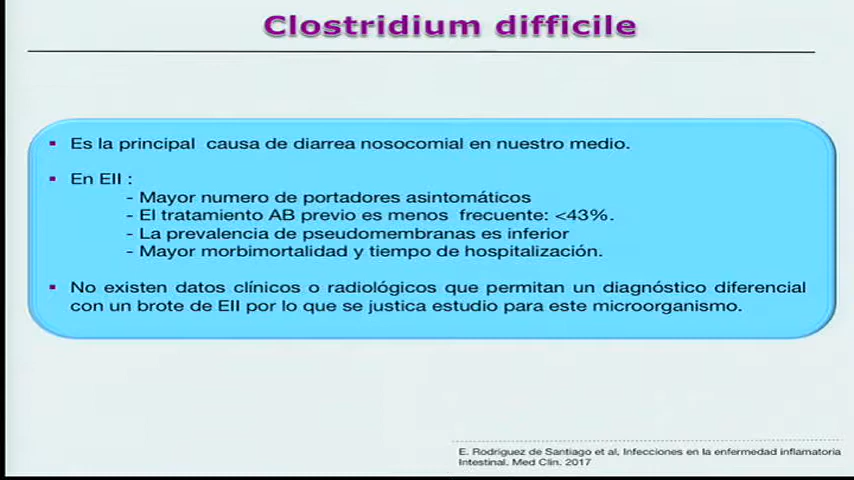 Clostridium difficile
Es la principal causa de diarrea nosocomial en nuestro medio.
En EII :
- Mayor numero de portadores asintomáticos
- El tratamiento AB previo es menos frecuente: <43%.
- La prevalencia de pseudomembranas es inferior
- Mayor morbimortalidad y tiempo de hospitalización.
No existen datos clínicos o radiológicos que permitan un diagnóstico diferencial
con un brote de EII por lo que se justica estudio para este microorganismo.
E. Rodriguez de Santiago et al, Infecciones en la enfermedad inflamatoria
Intestinal. Med Clin. 2017